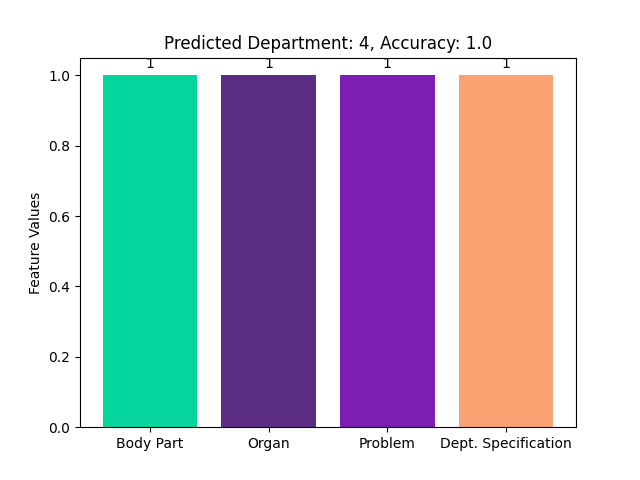 Predicted Department: 4, Accuracy: 1.0
1 1 1 1
1.0
0.8
0.6
0.4
0.2
0.0
Feature Values
Body Part Organ Problem Dept. Specification